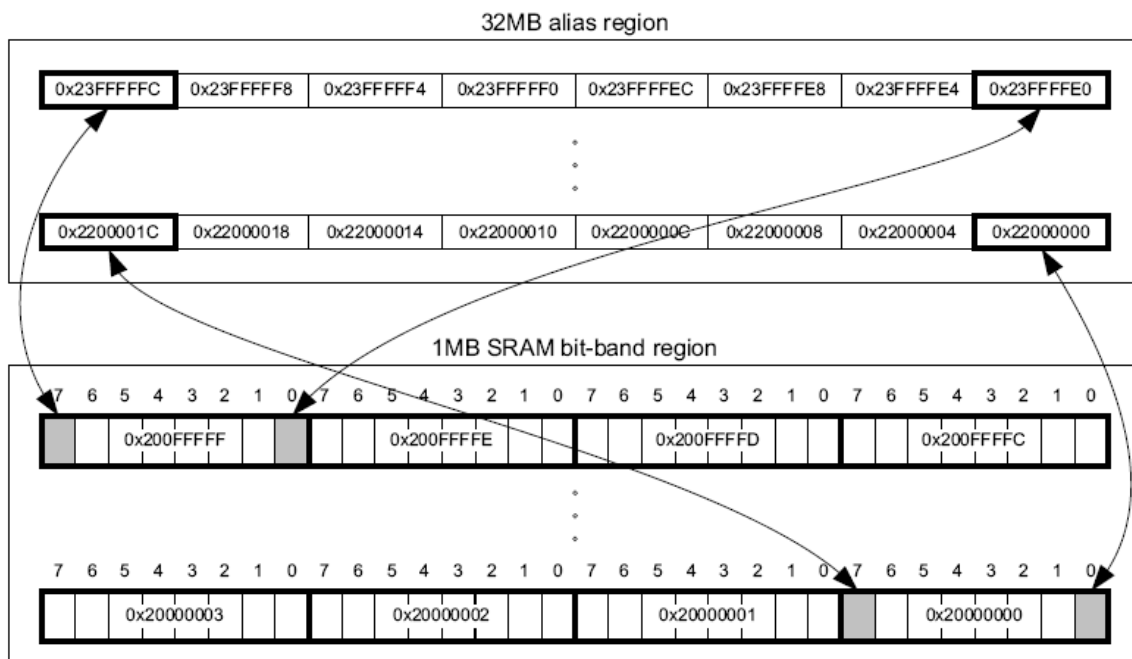 32MB alias region
0x23FFFFFC 0x23FFFFF8 0x23FFFFF4 0x23FFFFF0 0x23FFFFEC 0x23FFFFE8 0x23FFFFE4 0x23FFFFE0
0x2200001C 0x22000018 0x22000014 0x22000010 0x2200000C 0x22000008 0x22000004 0x22000000
1MB SRAM bit-band region
7 6 5 4 3 2 1 0 7 6 5 4 3 2 1 0 7 6 5 4 3 2 1 0 7 6 5 4 3 2 1 0
0x200FFFFF 0x200FFFFE 0x200FFFFD 0x200FFFFC
7 6 5 4 3 2 1 0 7 6 5 4 3 2 1 0 7 6 5 4 3 2 1 0 7 6 5 4 3 2 1 0
0x20000003 0x20000002 0x20000001 0x20000000